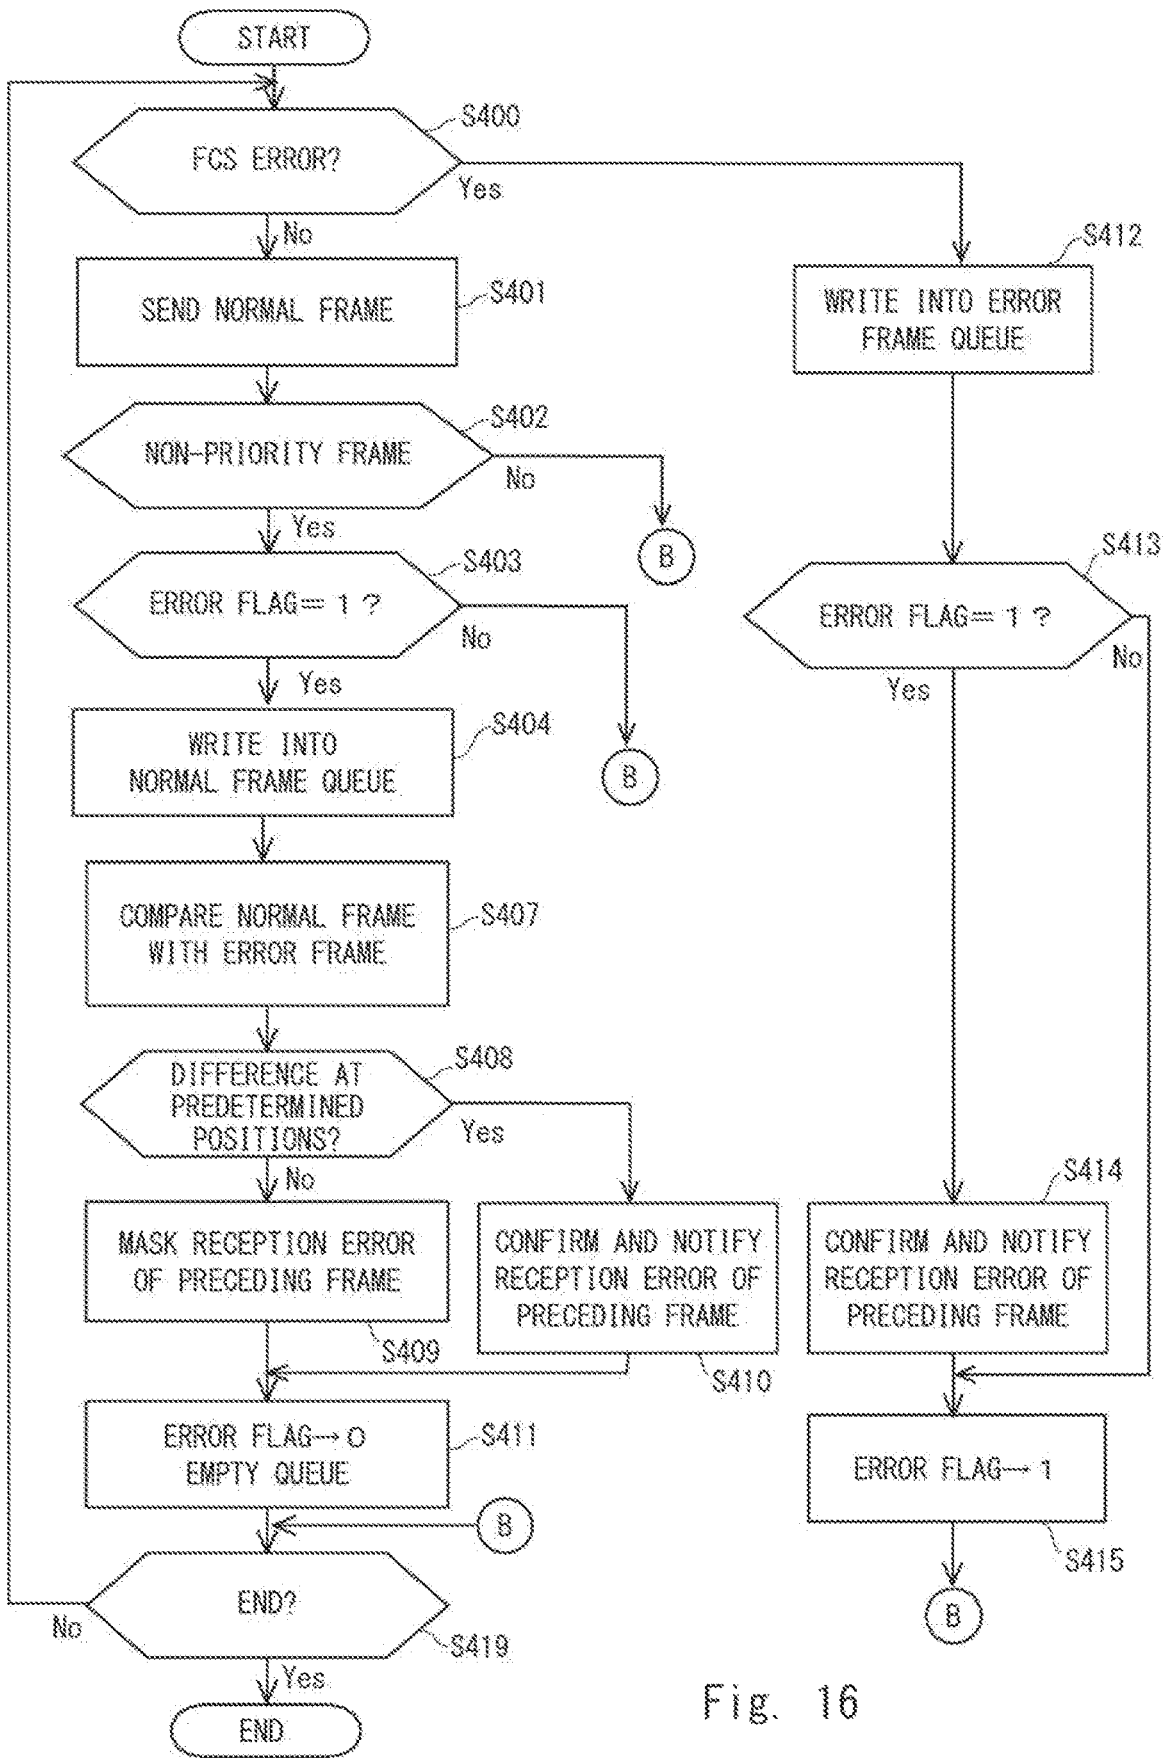 START
S400
FCS ERROR?
Yes
No
S412
SEND NORMAL FRAME
S401
WRITE INTO ERROR
FRAME QUEUE
S402
NON-PRIORITY FRAME
No
Yes
B
S403
ERROR FLAG=1?
No
Yes
B
S413
ERROR FLAG=1?
No
Yes
WRITE INTO
NORMAL FRAME QUEUE
S404
COMPARE NORMAL FRAME
WITH ERROR FRAME
S407
DIFFERENCE AT
PREDETERMINED
POSITIONS?
S408
Yes
No
MASK RECEPTION ERROR
OF PRECEDING FRAME
S409
CONFIRM AND NOTIFY
RECEPTION ERROR OF
PRECEDING FRAME
S410
S414
CONFIRM AND NOTIFY
RECEPTION ERROR OF
PRECEDING FRAME
ERROR FLAG→0
EMPTY QUEUE
S411
ERROR FLAG→1
S415
B
B
END?
No
S419
Yes
END
Fig. 16